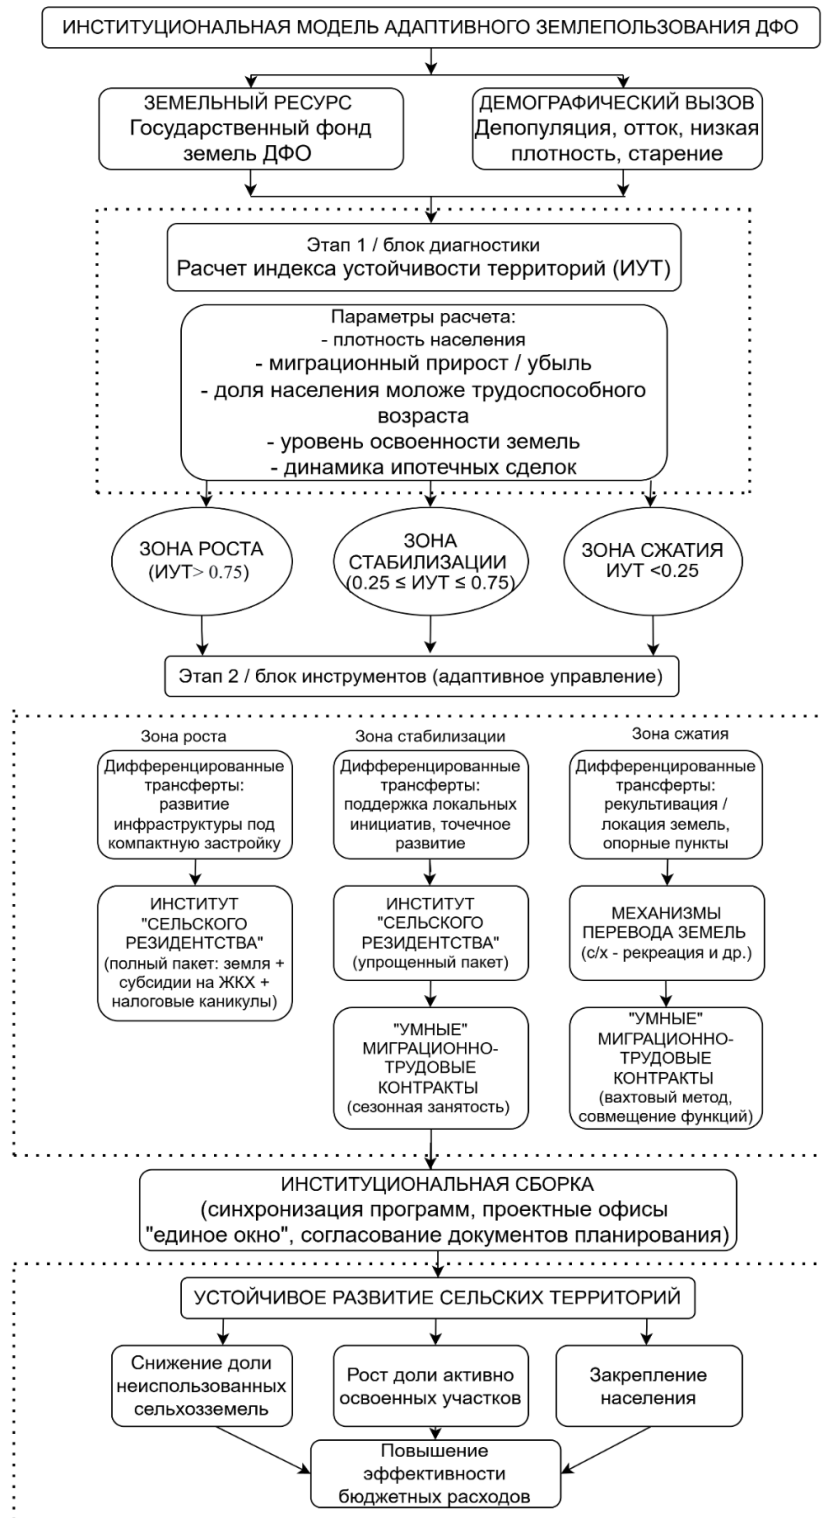 ИНСТИТУЦИОНАЛЬНАЯ МОДЕЛЬ АДАПТИВНОГО ЗЕМЛЕПОЛЬЗОВАНИЯ ДФО
ЗЕМЕЛЬНЫЙ РЕСУРС
Государственный фонд
земель ДФО
ДЕМОГРАФИЧЕСКИЙ ВЫЗОВ
Депопуляция, отток, низкая
плотность, старение
Этап 1 / блок диагностики
Расчет индекса устойчивости территорий (ИУТ)
Параметры расчета:
- плотность населения
- миграционный прирост / убыль
- доля населения моложе трудоспособного
возраста
- уровень освоенности земель
- динамика ипотечных сделок
ЗОНА РОСТА
(ИУТ> 0.75)
ЗОНА
СТАБИЛИЗАЦИИ
(0.25 ≤ ИУТ ≤ 0.75)
ЗОНА СЖАТИЯ
ИУТ <0.25
Этап 2 / блок инструментов (адаптивное управление)
Зона роста
Дифференцированные
трансферты:
развитие
инфраструктуры под
компактную застройку
ИНСТИТУТ
"СЕЛЬСКОГО
РЕЗИДЕНТСТВА"
(полный пакет: земля +
субсидии на ЖКХ +
налоговые каникулы)
Зона стабилизации
Дифференцированные
трансферты:
поддержка локальных
инициатив, точечное
развитие
ИНСТИТУТ
"СЕЛЬСКОГО
РЕЗИДЕНТСТВА"
(упрощенный пакет)
"УМНЫЕ"
МИГРАЦИОННО-
ТРУДОВЫЕ
КОНТРАКТЫ
(сезонная занятость)
Зона сжатия
Дифференцированные
трансферты:
рекультивация /
локация земель,
опорные пункты
МЕХАНИЗМЫ
ПЕРЕВОДА ЗЕМЕЛЬ
(с/х - рекреация и др.)
"УМНЫЕ"
МИГРАЦИОННО-
ТРУДОВЫЕ
КОНТРАКТЫ
(вахтовый метод,
совмещение функций)
ИНСТИТУЦИОНАЛЬНАЯ СБОРКА
(синхронизация программ, проектные офисы
"единое окно", согласование документов планирования)
УСТОЙЧИВОЕ РАЗВИТИЕ СЕЛЬСКИХ ТЕРРИТОРИЙ
Снижение доли
неиспользованных
сельхозземель
Рост доли активно
освоенных участков
Закрепление
населения
Повышение
эффективности
бюджетных расходов